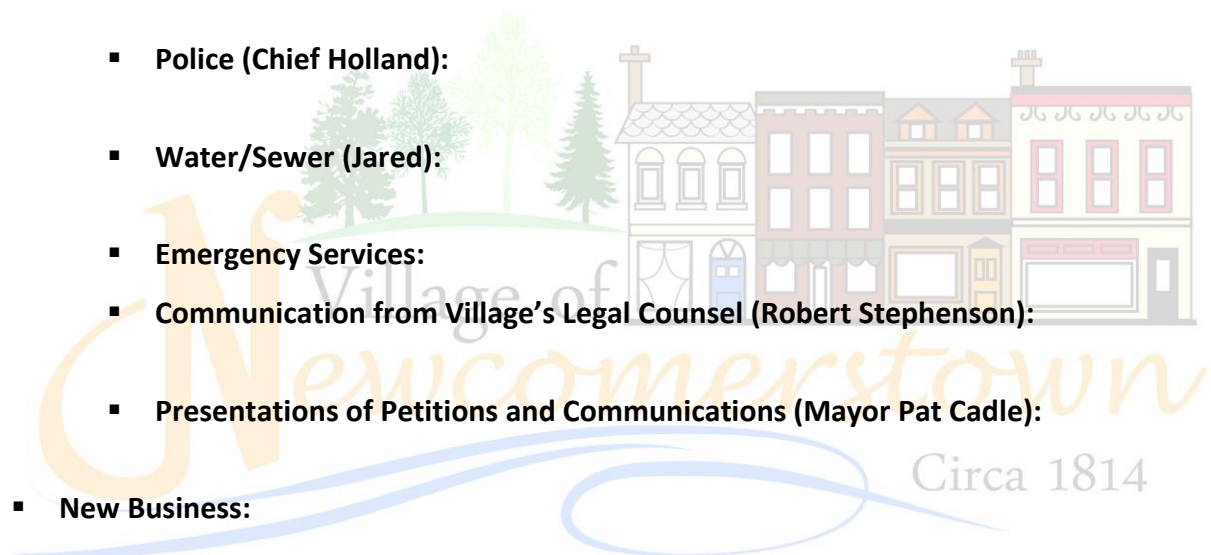 ▪ Police (Chief Holland):
▪ Water/Sewer (Jared):
▪ Emergency Services:
Village of
▪ Communication from Village’s Legal Counsel (Robert Stephenson):
Newcomerstown
▪ Presentations of Petitions and Communications (Mayor Pat Cadle):
Circa 1814
▪ New Business: